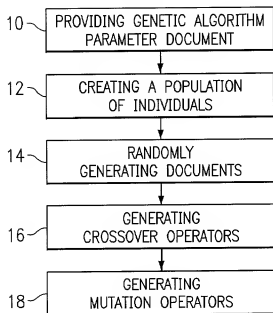 10
PROVIDING GENETIC ALGORITHM
PARAMETER DOCUMENT
12
CREATING A POPULATION
OF INDIVIDUALS
14
RANDOMLY
GENERATING DOCUMENTS
16
GENERATING
CROSSOVER OPERATORS
18
GENERATING
MUTATION OPERATORS